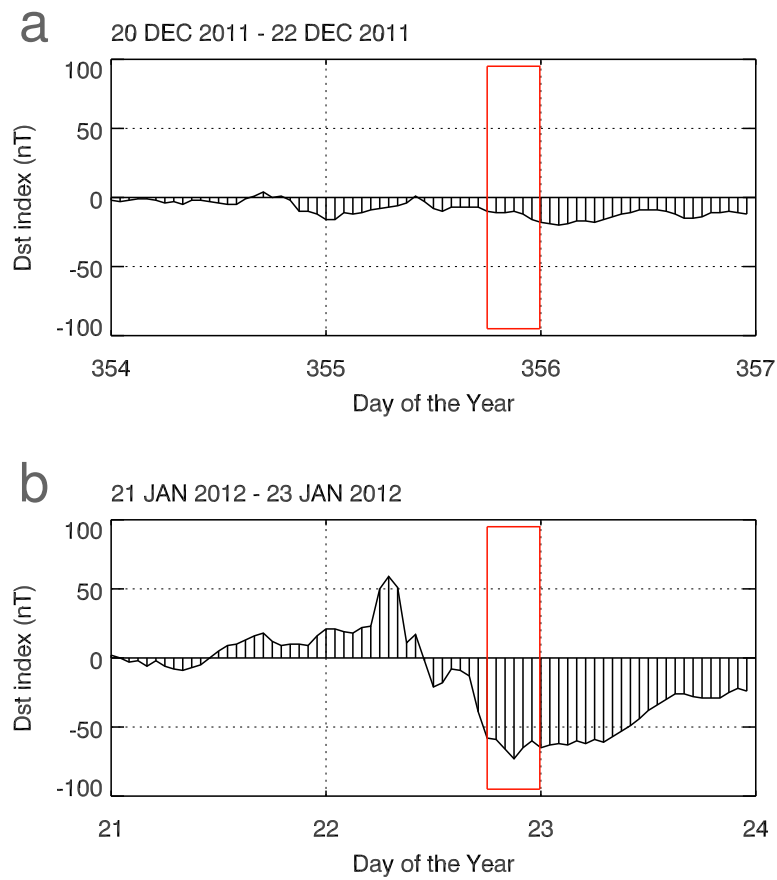 a
20 DEC 2011 - 22 DEC 2011
100
50
0
-50
-100
Dst index (nT)
354 355 356 357
Day of the Year
b
21 JAN 2012 - 23 JAN 2012
100
50
0
-50
-100
Dst index (nT)
21 22 23 24
Day of the Year